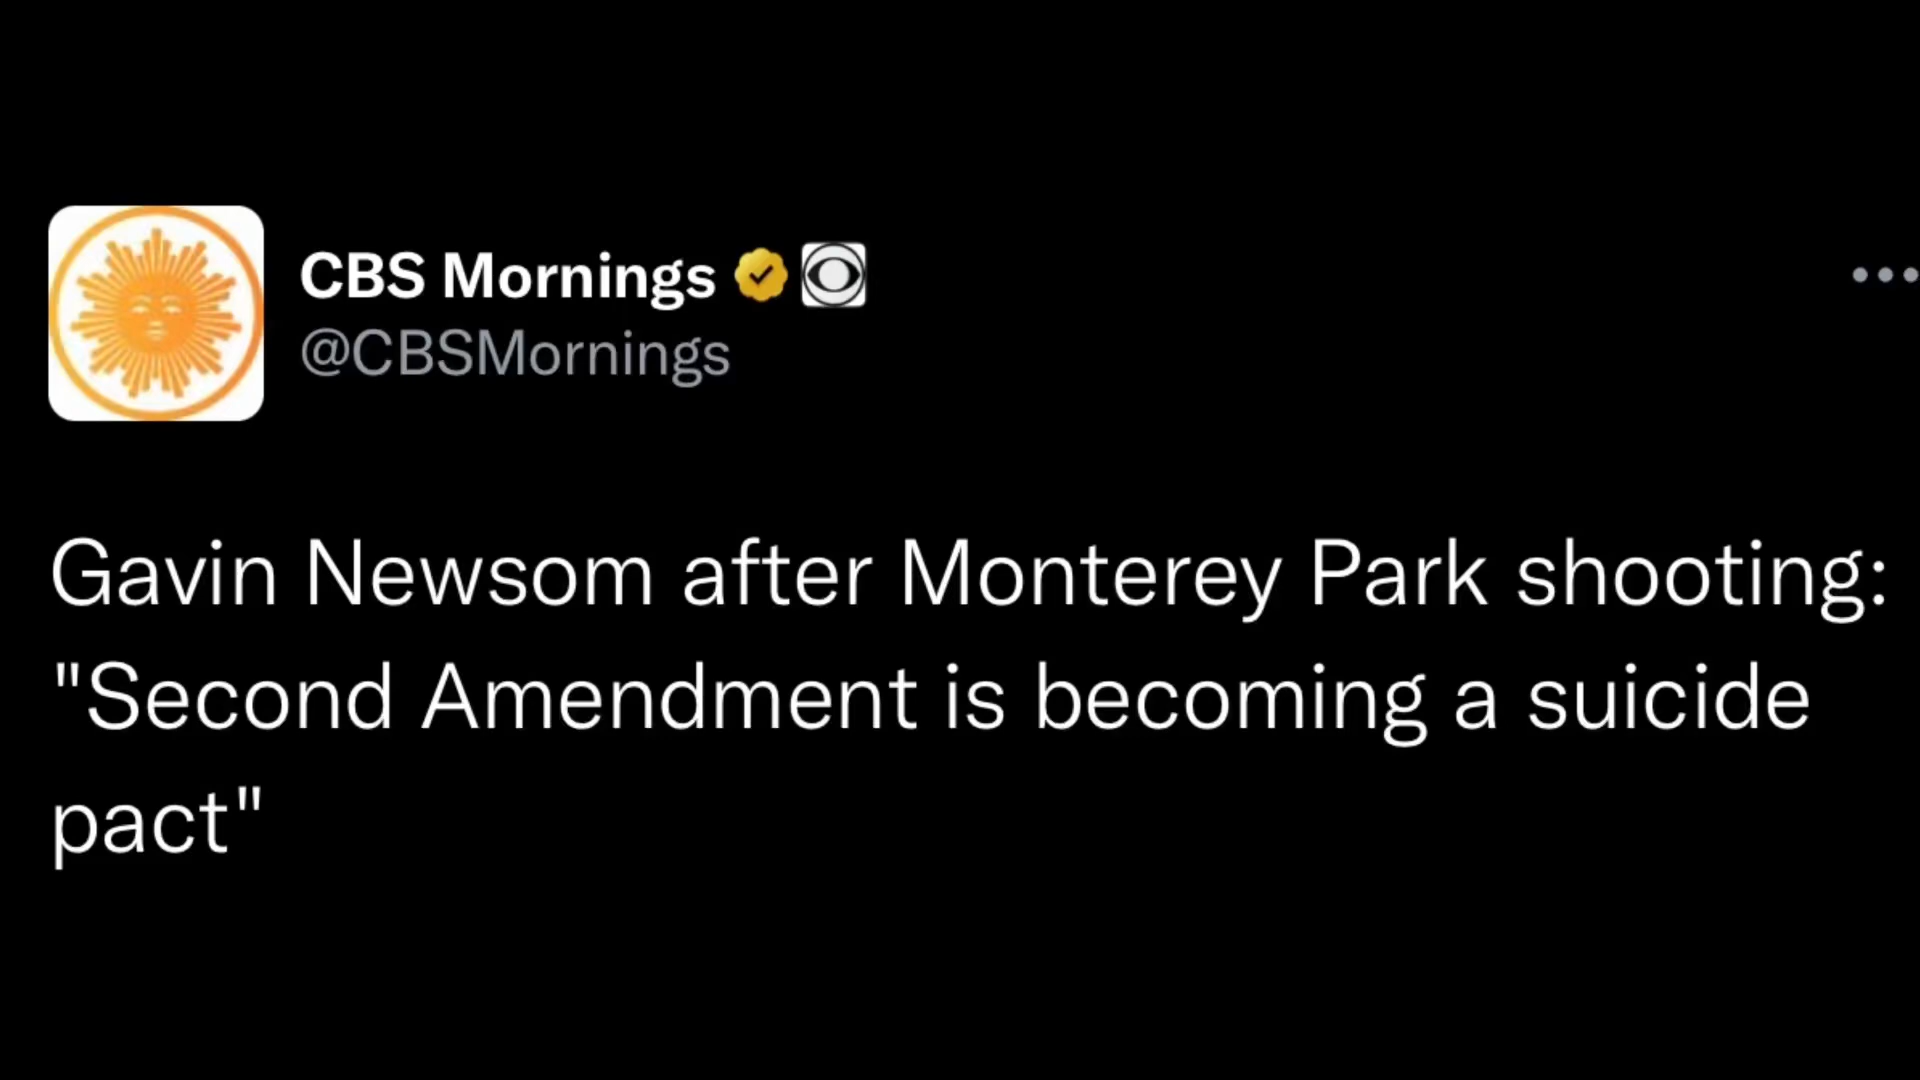 CBS Mornings
@CBSMornings
Gavin Newsom after Monterey Park shooting:
"Second Amendment is becoming a suicide
pact"